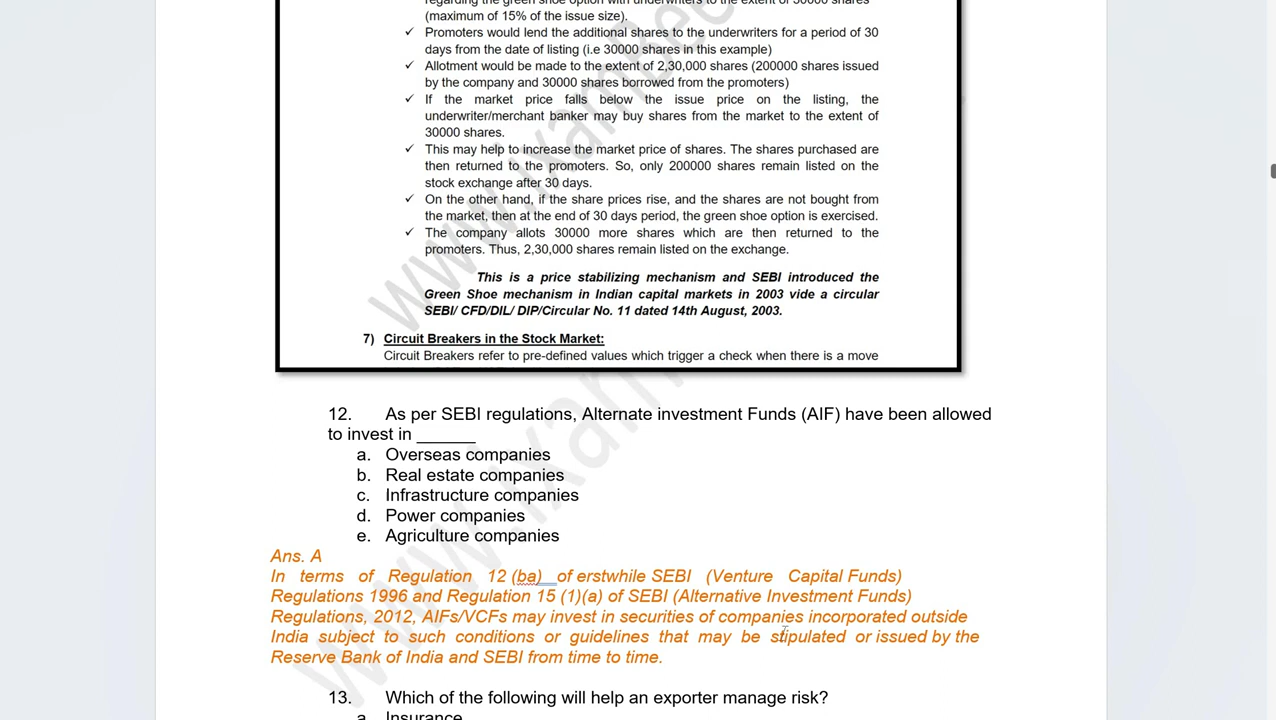 regarding the green shoe option with underwriters to the extent of 30000 shares
(maximum of 15% of the issue size).
✓ Promoters would lend the additional shares to the underwriters for a period of 30
days from the date of listing (i.e 30000 shares in this example)
✓ Allotment would be made to the extent of 2,30,000 shares (200000 shares issued
by the company and 30000 shares borrowed from the promoters)
✓ If the market price falls below the issue price on the listing, the
underwriter/merchant banker may buy shares from the market to the extent of
30000 shares.
✓ This may help to increase the market price of shares. The shares purchased are
then returned to the promoters. So, only 200000 shares remain listed on the
stock exchange after 30 days.
✓ On the other hand, if the share prices rise, and the shares are not bought from
the market, then at the end of 30 days period, the green shoe option is exercised.
✓ The company allots 30000 more shares which are then returned to the
promoters. Thus, 2,30,000 shares remain listed on the exchange.
This is a price stabilizing mechanism and SEBI introduced the
Green Shoe mechanism in Indian capital markets in 2003 vide a circular
SEBI/ CFD/DIL/ DIP/Circular No. 11 dated 14th August, 2003.
7) Circuit Breakers in the Stock Market:
Circuit Breakers refer to pre-defined values which trigger a check when there is a move
12. As per SEBI regulations, Alternate investment Funds (AIF) have been allowed
to invest in ______
a. Overseas companies
b. Real estate companies
c. Infrastructure companies
d. Power companies
e. Agriculture companies
Ans. A
In terms of Regulation 12 (ba) of erstwhile SEBI (Venture Capital Funds)
Regulations 1996 and Regulation 15 (1)(a) of SEBI (Alternative Investment Funds)
Regulations, 2012, AIFs/VCFs may invest in securities of companies incorporated outside
India subject to such conditions or guidelines that may be stipulated or issued by the
Reserve Bank of India and SEBI from time to time.
13. Which of the following will help an exporter manage risk?
a. Insurance